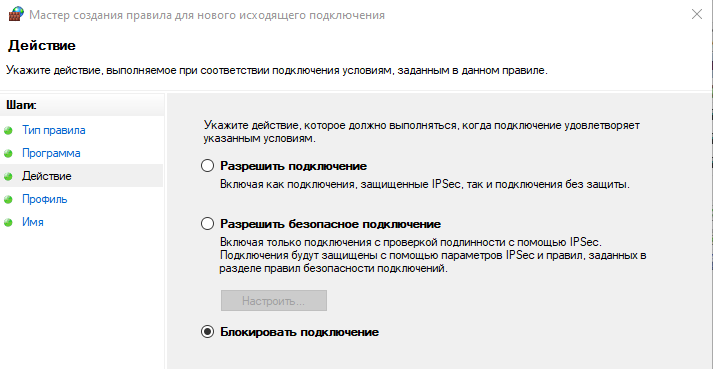 Мастер создания правила для нового исходящего подключения
Действие
Укажите действие, выполняемое при соответствии подключения условиям, заданным в данном правиле.
Шаги:
Тип правила
Программа
Действие
Профиль
Имя
Укажите действие, которое должно выполняться, когда подключение удовлетворяет
указанным условиям.
Разрешить подключение
Включая как подключения, защищенные IPSec, так и подключения без защиты.
Разрешить безопасное подключение
Включая только подключения с проверкой подлинности с помощью IPSec.
Подключения будут защищены с помощью параметров IPSec и правил, заданных в
разделе правил безопасности подключений.
Настроить...
Блокировать подключение